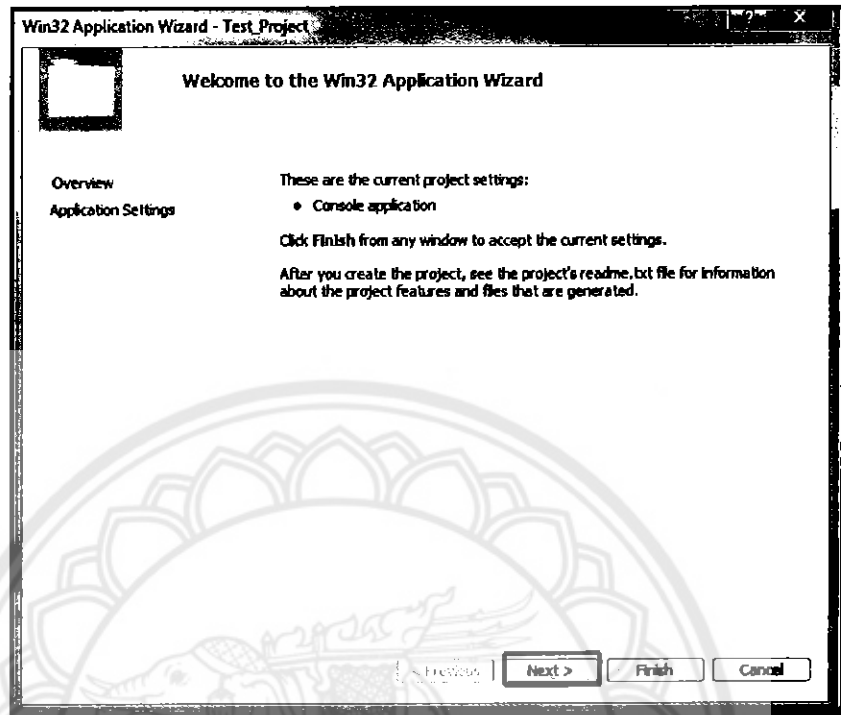 Win32 Application Wizard - Test_Project
Welcome to the Win32 Application Wizard
Overview
Application Settings
These are the current project settings:
• Console application
Click Finish from any window to accept the current settings.
After you create the project, see the project's readme.txt file for information
about the project features and files that are generated.
< Previous
Next >
Finish
Cancel